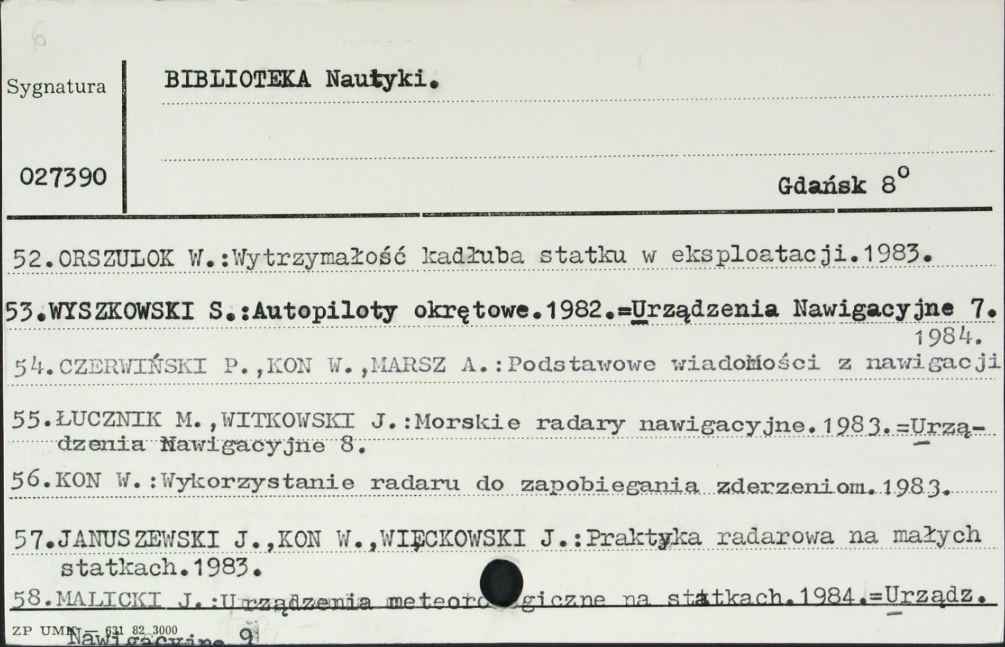 6
BIBLIOTEKA Nautyki.
Sygnatura
027390
Gdańsk 8°
52.ORSZULOK W.:Wytrzymałość kadłuba statku w eksploatacji.1983.
53.WYSZKOWSKI S.:Autopiloty okrętowe.1982.=Urządzenia Nawigacyjne 7.
1984.
54.CZERWIŃSKI P.,KON W.,MARSZ A.:Podstawowe wiadomości z nawigacji
55.ŁUCZNIK M.,WITKOWSKI J.:Morskie radary nawigacyjne.1983.=Urzą-
dzenia Nawigacyjne 8.
56.KON W.:Wykorzystanie radaru do zapobiegania zderzeniom.1983.
57.JANUSZEWSKI J.,KON W.,WIĘCKOWSKI J.:Praktyka radarowa na małych
statkach.1983.
58.MALICKI J.:Urządzenia meteorologiczne na statkach.1984.=Urządz.
ZP UMK — 631 82 3000
Nawigacyjne 9